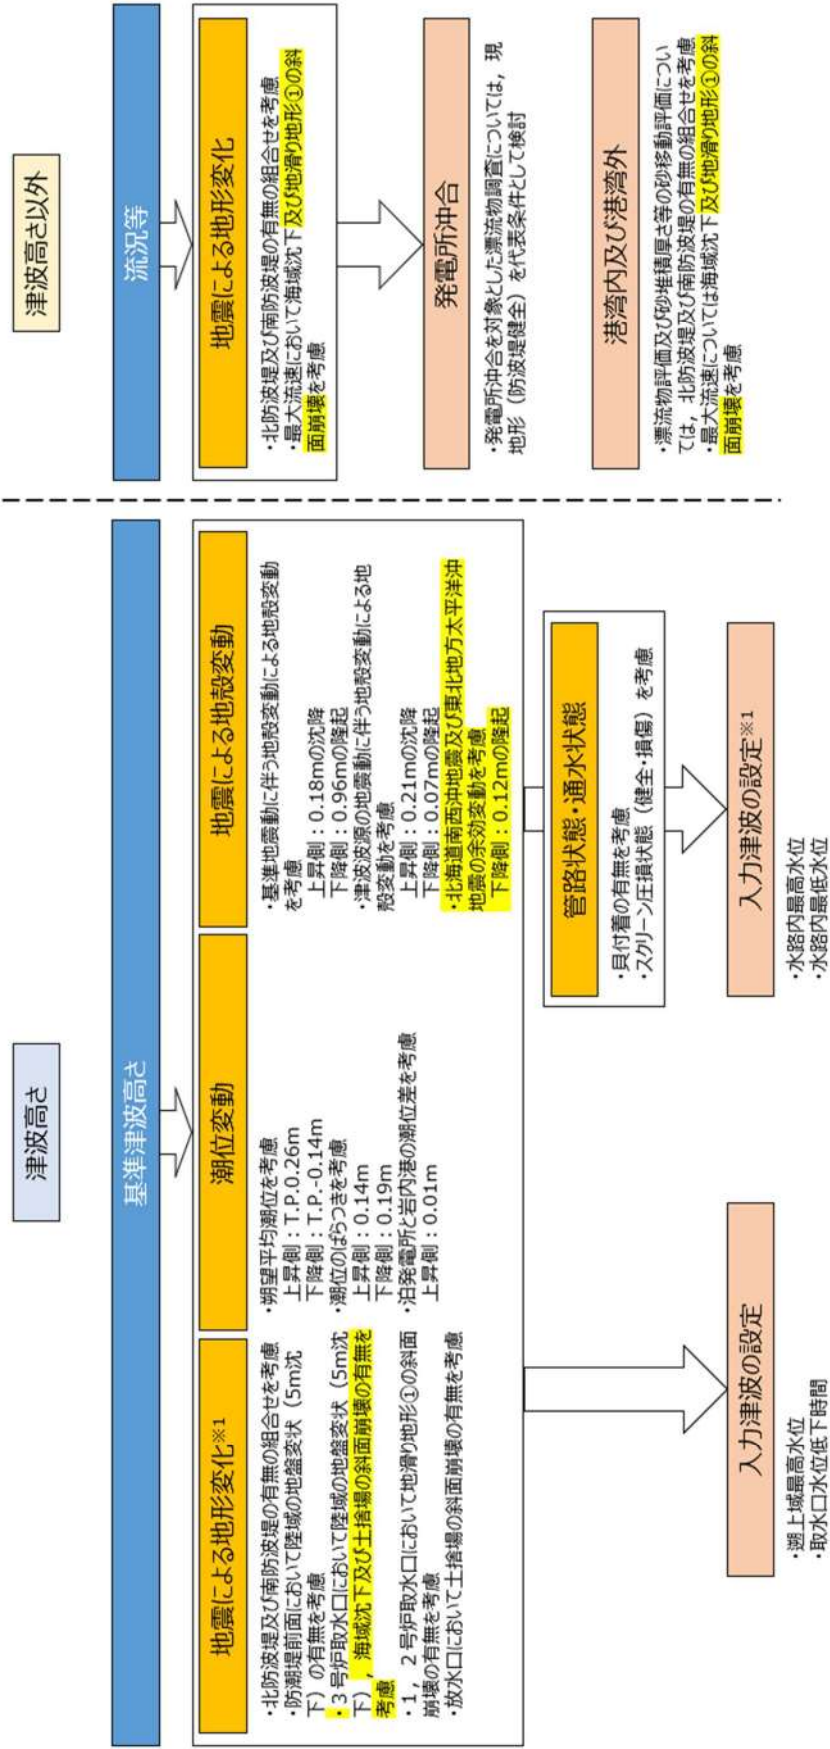 津波高さ
基準津波高さ
地震による地形変化※1
・北防波堤及び南防波堤の有無の組合せを考慮
・防潮堤前面において陸域の地盤変状（5m沈
下）の有無を考慮
・３号炉取水口において陸域の地盤変状（5m沈
下），海域沈下及び土捨場の斜面崩壊の有無を
考慮
・１，２号炉取水口において地滑り地形①の斜面
崩壊の有無を考慮
・放水口において土捨場の斜面崩壊の有無を考慮
潮位変動
・朔望平均潮位を考慮
上昇側：T.P.0.26m
下降側：T.P.-0.14m
・潮位のばらつきを考慮
上昇側：0.14m
下降側：0.19m
・泊発電所と岩内港の潮位差を考慮
上昇側：0.01m
地震による地殻変動
・基準地震動に伴う地殻変動による地殻変動
を考慮
上昇側：0.18mの沈降
下降側：0.96mの隆起
・津波波源の地震動に伴う地殻変動による地
殻変動を考慮
上昇側：0.21mの沈降
下降側：0.07mの隆起
・北海道南西沖地震及び東北地方太平洋沖
地震の余効変動を考慮
下降側：0.12mの隆起
管路状態・通水状態
・貝付着の有無を考慮
・スクリーン圧損状態（健全・損傷）を考慮
入力津波の設定
・遡上域最高水位
・取水口水位低下時間
入力津波の設定※1
・水路内最高水位
・水路内最低水位
津波高さ以外
流況等
地震による地形変化
・北防波堤及び南防波堤の有無の組合せを考慮
・最大流速において海域沈下及び地滑り地形①の斜
面崩壊を考慮
発電所沖合
・発電所沖合を対象とした漂流物調査については，現
地形（防波堤健全）を代表条件として検討
港湾内及び港湾外
・漂流物評価及び砂堆積厚さ等の砂移動評価につい
ては，北防波堤及び南防波堤の有無の組合せを考慮
・最大流速については海域沈下及び地滑り地形①の斜
面崩壊を考慮